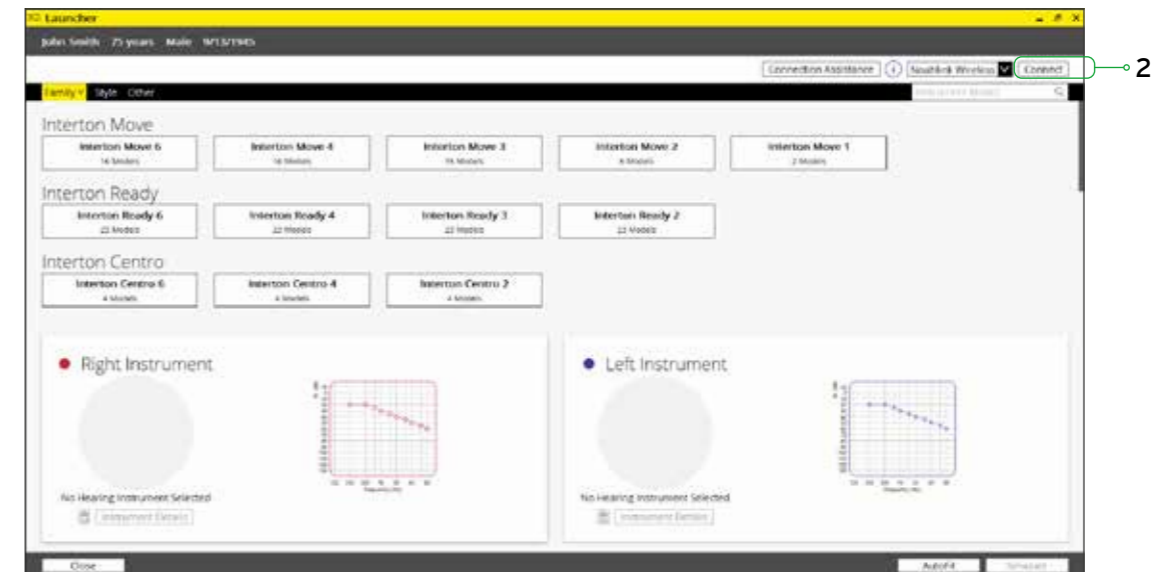 Launcher
John Smith 75 years Male 9/13/1945
Connection Assistance i Noahlink Wireless Connect
2
Family Style Other
Interton Move
Interton Move 6 Interton Move 4 Interton Move 3 Interton Move 2 Interton Move 1
16 Models 16 Models Models Models 2 Models
Interton Ready
Interton Ready 6 Interton Ready 4 Interton Ready 3 Interton Ready 2
22 Models 22 Models 22 Models 22 Models
Interton Centro
Interton Centro 6 Interton Centro 4 Interton Centro 2
4 Models 4 Models 4 Models
Right Instrument Left Instrument
Frequency (Hz) Frequency (Hz)
No Hearing Instrument Selected No Hearing Instrument Selected
Instrument Details Instrument Details
Close AutoFit Simulate